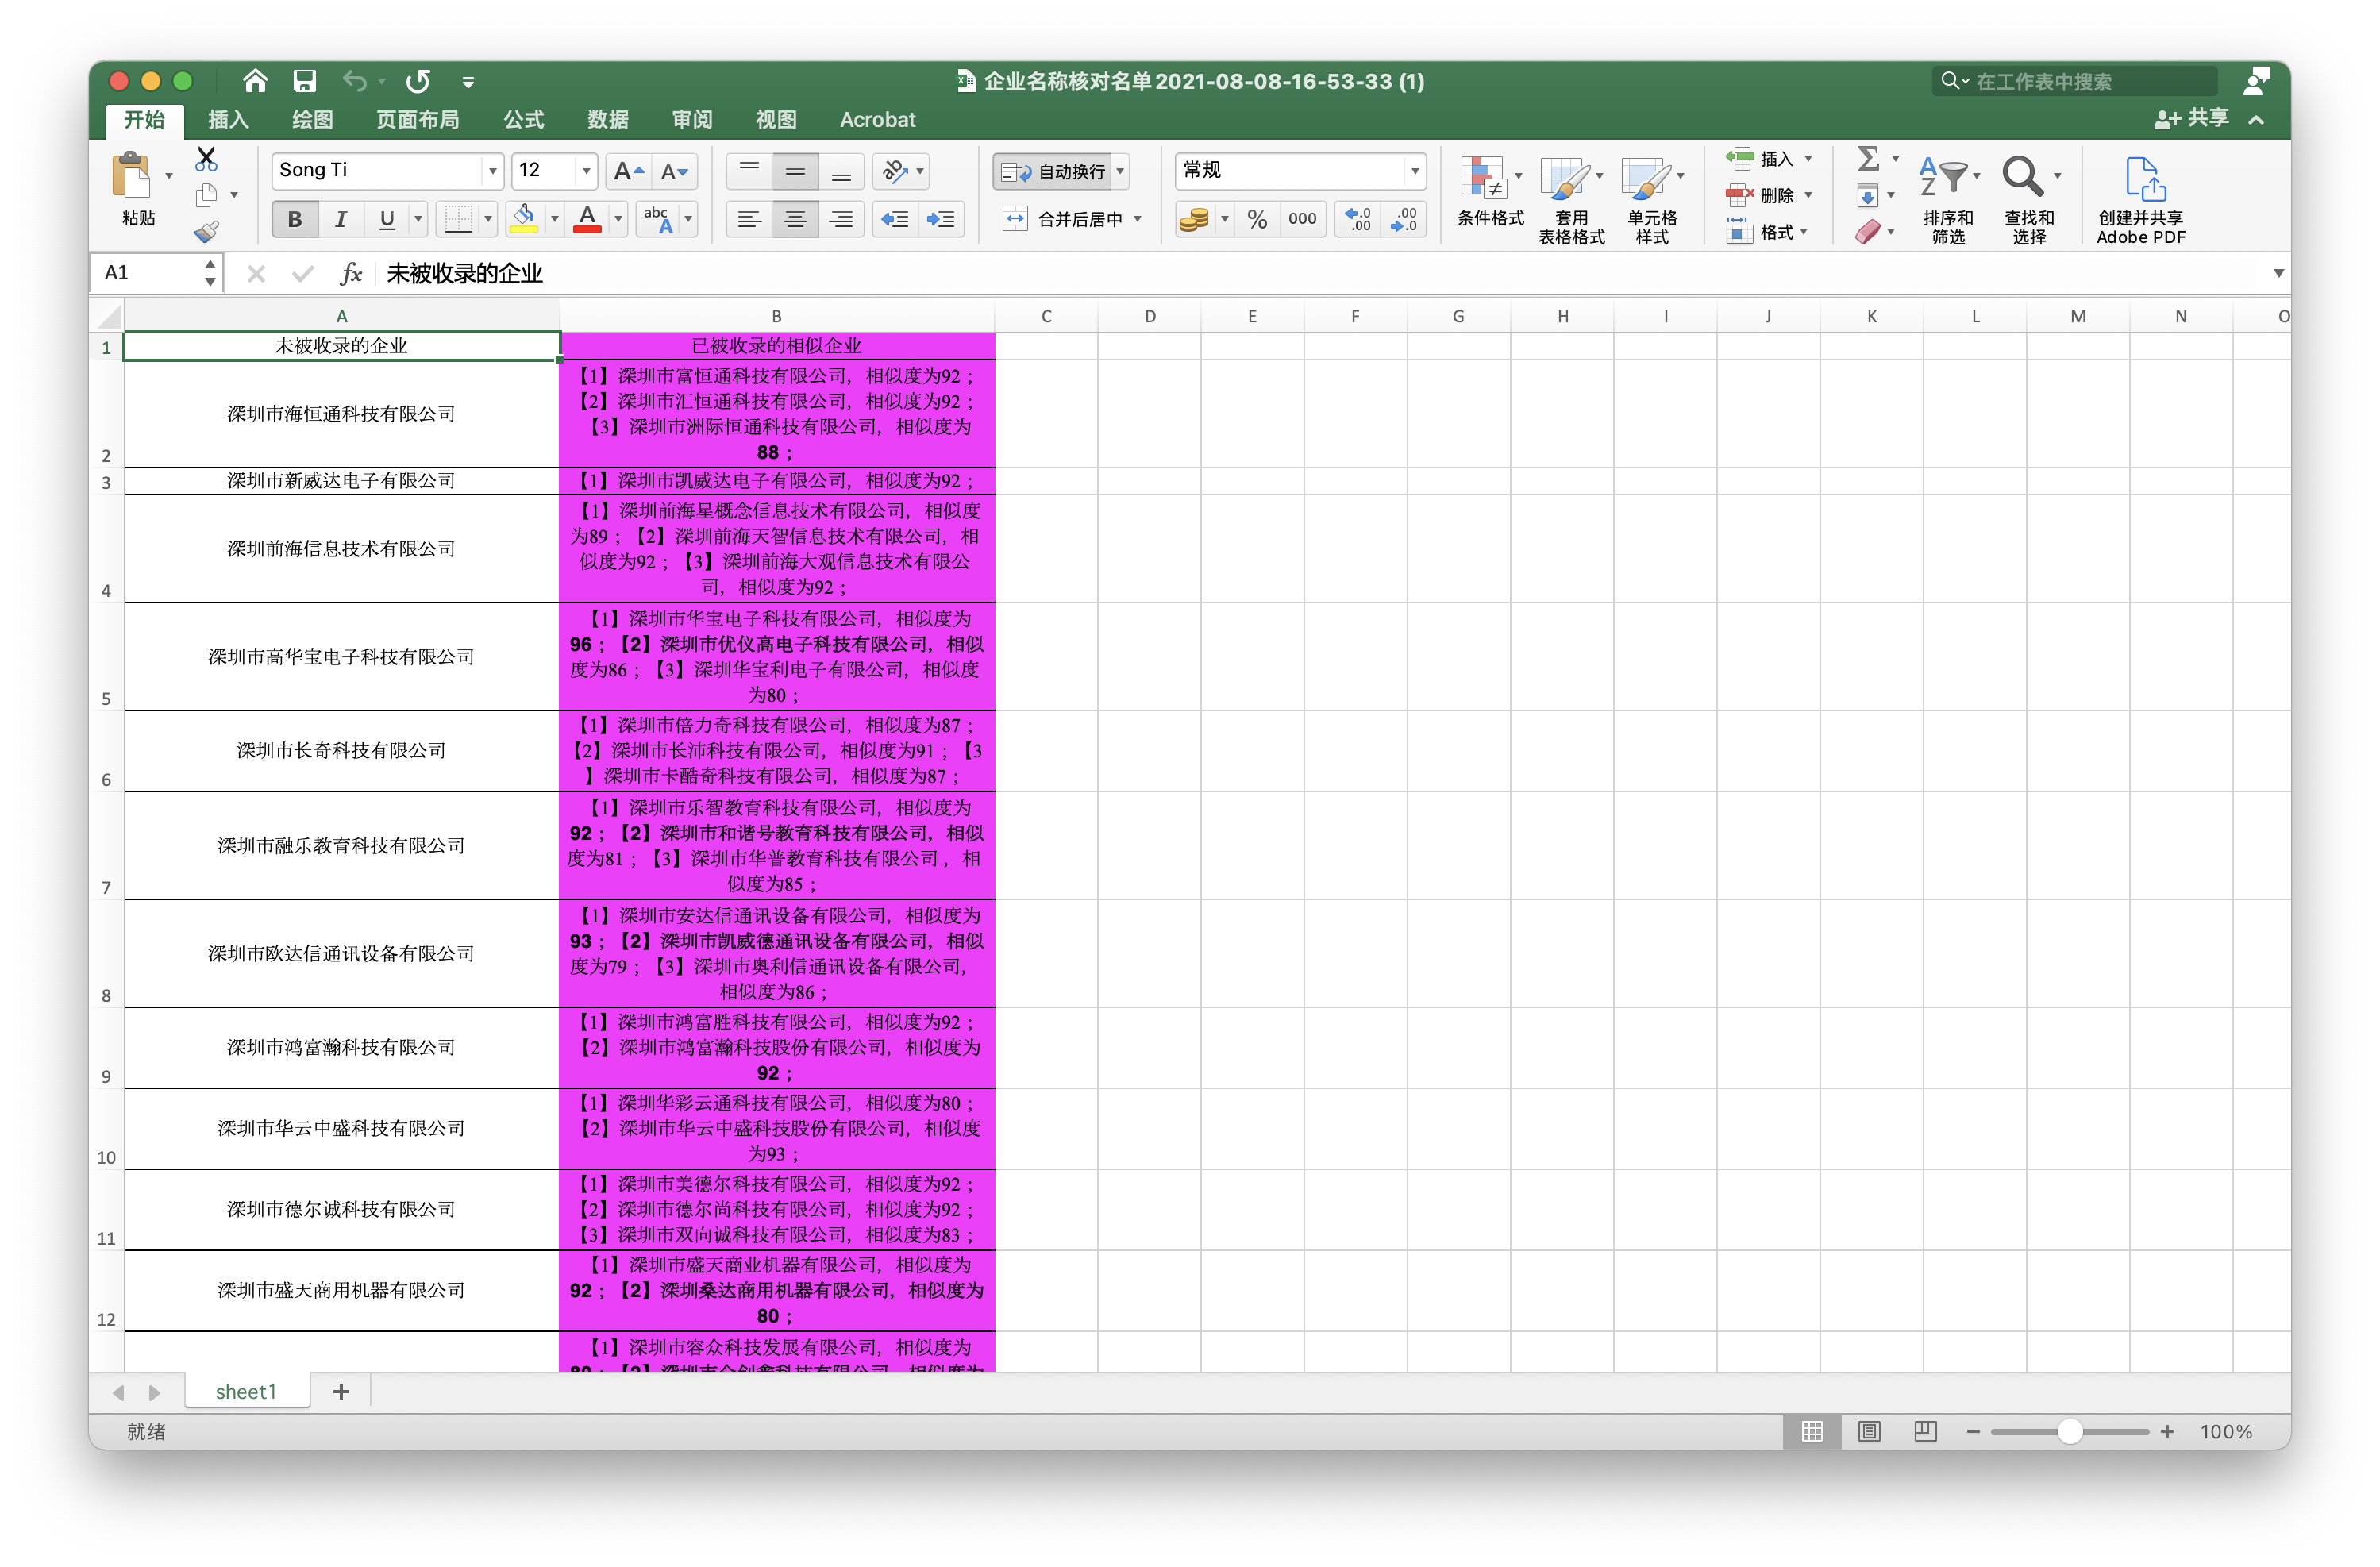 企业名称核对名单2021-08-08-16-53-33 (1)
在工作表中搜索
开始 插入 绘图 页面布局 公式 数据 审阅 视图 Acrobat
共享
粘贴
Song Ti 12
A A
ab
自动换行
常规
条件格式
套用
表格格式
单元格
样式
插入
删除
格式
排序和
筛选
查找和
选择
创建并共享
Adobe PDF
B I U A abc A
合并后居中
% 000 .0 .00 .00 .0
A1 fx 未被收录的企业
A B C D E F G H I J K L M N O
1 未被收录的企业 已被收录的相似企业
2 深圳市海恒通科技有限公司
【1】深圳市富恒通科技有限公司，相似度为92；
【2】深圳市汇恒通科技有限公司，相似度为92；
【3】深圳市洲际恒通科技有限公司，相似度为
88；
3 深圳市新威达电子有限公司 【1】深圳市凯威达电子有限公司，相似度为92；
4 深圳前海信息技术有限公司
【1】深圳前海星概念信息技术有限公司，相似度
为89；【2】深圳前海天智信息技术有限公司，相
似度为92；【3】深圳前海大观信息技术有限公
司，相似度为92；
5 深圳市高华宝电子科技有限公司
【1】深圳市华宝电子科技有限公司，相似度为
96；【2】深圳市优仪高电子科技有限公司，相似
度为86；【3】深圳华宝利电子有限公司，相似度
为80；
6 深圳市长奇科技有限公司
【1】深圳市倍力奇科技有限公司，相似度为87；
【2】深圳市长沛科技有限公司，相似度为91；【3
】深圳市卡酷奇科技有限公司，相似度为87；
7 深圳市融乐教育科技有限公司
【1】深圳市乐智教育科技有限公司，相似度为
92；【2】深圳市和谐号教育科技有限公司，相似
度为81；【3】深圳市华普教育科技有限公司，相
似度为85；
8 深圳市欧达信通讯设备有限公司
【1】深圳市安达信通讯设备有限公司，相似度为
93；【2】深圳市凯威德通讯设备有限公司，相似
度为79；【3】深圳市奥利信通讯设备有限公司，
相似度为86；
9 深圳市鸿富瀚科技有限公司
【1】深圳市鸿富胜科技有限公司，相似度为92；
【2】深圳市鸿富瀚科技股份有限公司，相似度为
92；
10 深圳市华云中盛科技有限公司
【1】深圳华彩云通科技有限公司，相似度为80；
【2】深圳市华云中盛科技股份有限公司，相似度
为93；
11 深圳市德尔诚科技有限公司
【1】深圳市美德尔科技有限公司，相似度为92；
【2】深圳市德尔尚科技有限公司，相似度为92；
【3】深圳市双向诚科技有限公司，相似度为83；
12 深圳市盛天商用机器有限公司
【1】深圳市盛天商业机器有限公司，相似度为
92；【2】深圳桑达商用机器有限公司，相似度为
80；
【1】深圳市容众科技发展有限公司，相似度为
sheet1
就绪
100%